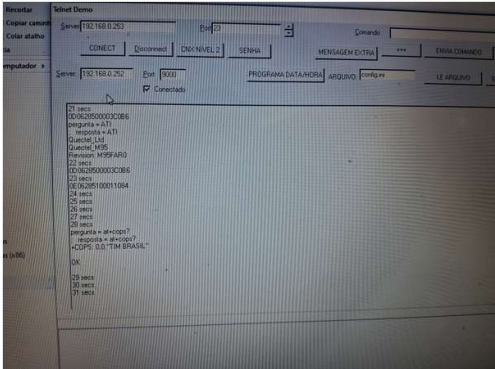 Recortar
Copiar caminh
Colar atalho
Telnet Demo
Server 192.168.0.253 Port 23 Comando
CONECT Disconnect CNX NIVEL 2 SENHA MENSAGEM EXTRA *** ENVIA COMANDO
omputador
Server 192.168.0.252 Port 9000 PROGRAMA DATA/HORA ARQUIVO config.ini LE ARQUIVO
Conectado
21 secs
0D0628500003C0B6
pergunta = ATI
resposta = ATI
Quectel_Ltd
Quectel_M95
Revision: M95FAR0
22 secs
0D0628500003C0B6
23 secs
0E06285100011084
24 secs
25 secs
26 secs
27 secs
28 secs
pergunta = at+cops?
resposta = at+cops?
+COPS: 0,0,"TIM BRASIL"
OK
29 secs
30 secs
31 secs
s (x86)